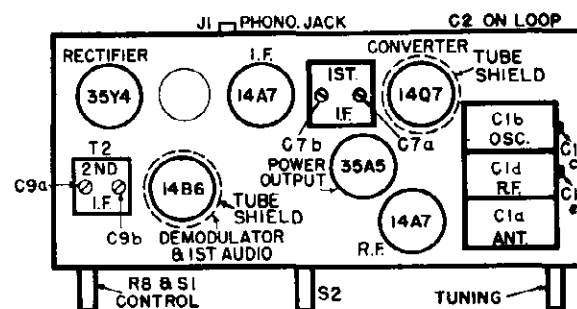 J1 PHONO. JACK
C2 ON LOOP
RECTIFIER
I.F.
CONVERTER
TUBE
SHIELD
35Y4
14A7
1ST.
I.F.
14Q7
C7b
C7a
C1b
OSC.
C1d
R.F.
C1a
ANT.
T2
2ND
I.F.
C9a
C9b
14B6
TUBE
SHIELD
DEMODULATOR
& 1ST AUDIO
POWER
OUTPUT
35A5
14A7
R.F.
R8 & S1
CONTROL
S2
TUNING